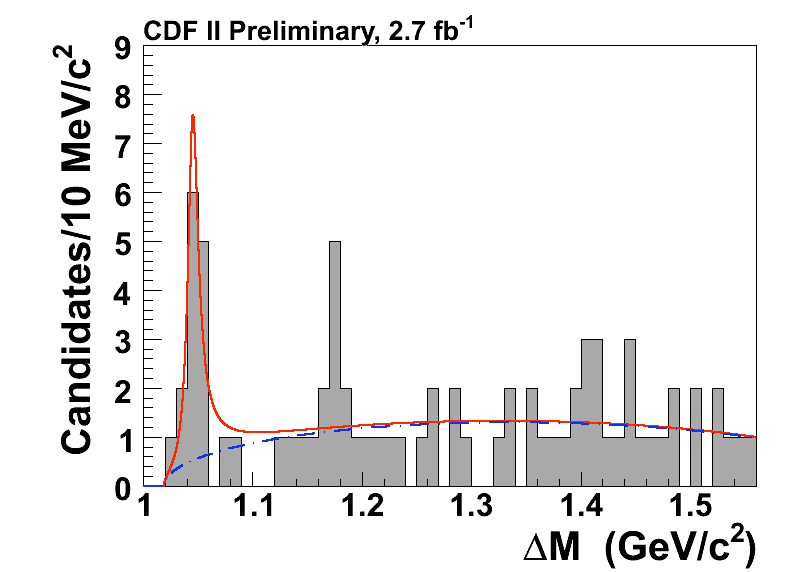 CDF II Preliminary, 2.7 fb-1
Candidates/10 MeV/c2
9
8
7
6
5
4
3
2
1
0
1 1.1 1.2 1.3 1.4 1.5
ΔM (GeV/c2)